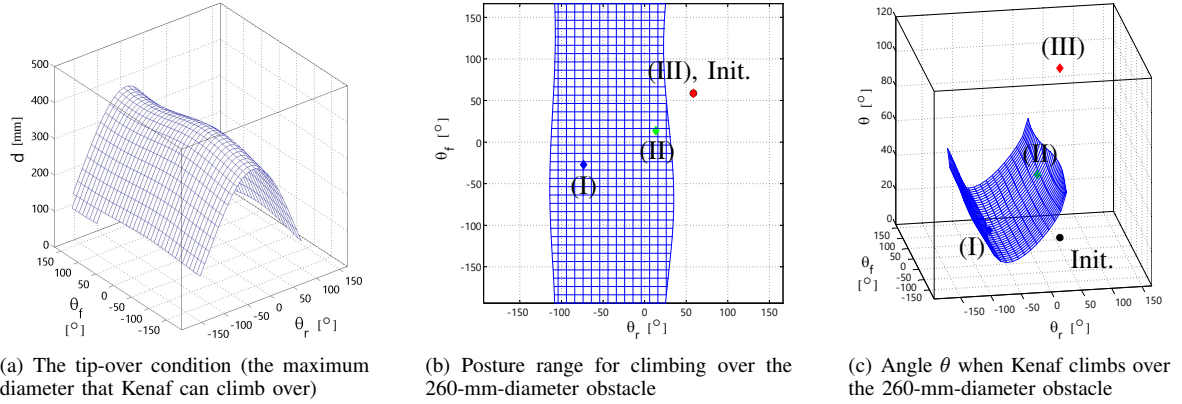 500
400
300
200
100
0
d [mm]
150
100
50
0
-50
-100
-150
θf
[°]
-150
-100
-50
0
50
100
150
θr [°]
(a) The tip-over condition (the maximum
diameter that Kenaf can climb over)
150
100
50
0
-50
-100
-150
θf [°]
(III), Init.
(II)
(I)
-150 -100 -50 0 50 100 150
θr [°]
(b) Posture range for climbing over the
260-mm-diameter obstacle
120
100
80
60
40
20
0
θ [°]
(III)
(II)
(I)
Init.
150
100
50
0
-50
-100
-150
θf
[°]
-150 -100 -50 0 50 100 150
θr [°]
(c) Angle θ when Kenaf climbs over
the 260-mm-diameter obstacle